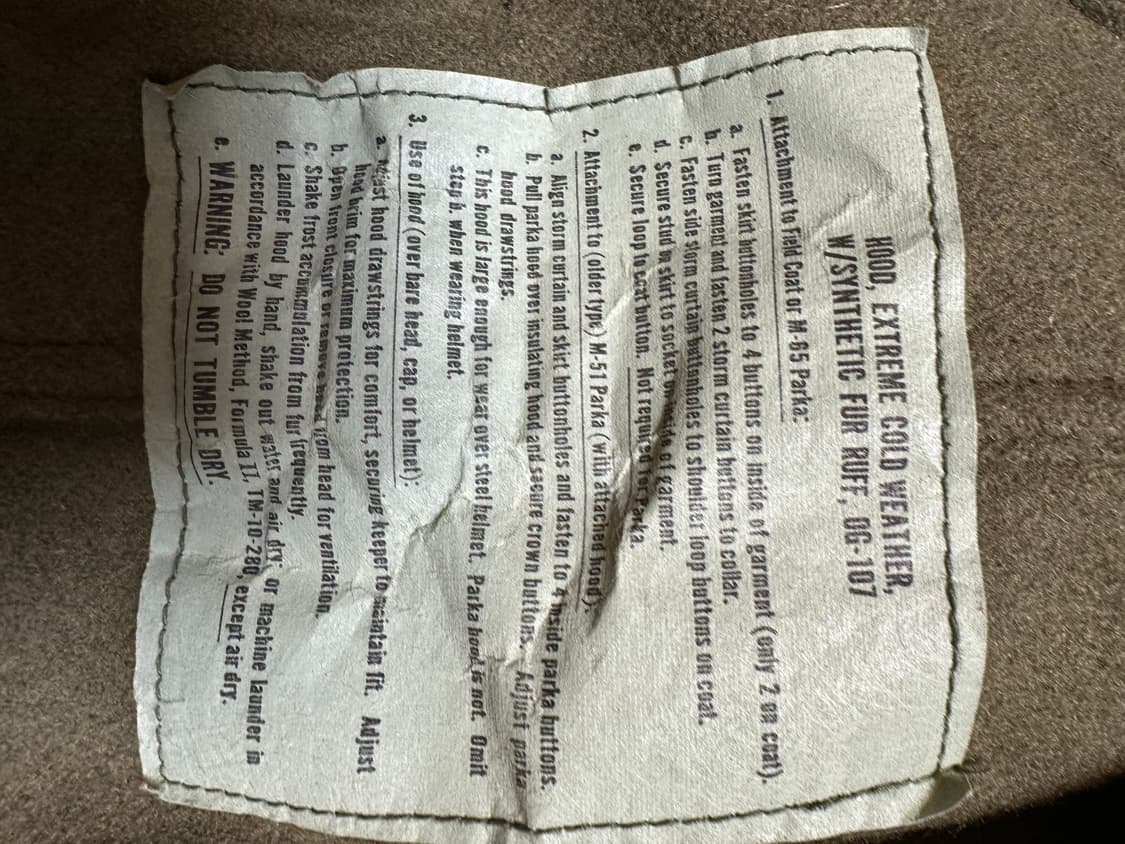 HOOD, EXTREME COLD WEATHER,
W/SYNTHETIC FUR RUFF, OG-107
1. Attachment to Field Coat or M-65 Parka:
a. Fasten skirt buttonholes to 4 buttons on inside of garment (only 2 on coat).
b. Turn garment and fasten 2 storm curtain buttons to collar.
c. Fasten side storm curtain buttonholes to shoulder loop buttons on coat.
d. Secure stud on skirt to socket outside of garment.
e. Secure loop to coat button. Not required for Parka.
2. Attachment to (older type) M-51 Parka (with attached hood):
a. Align storm curtain and skirt buttonholes and fasten to 4 inside parka buttons.
b. Pull parka hood over insulating hood and secure crown buttons. Adjust parka
hood drawstrings.
c. This hood is large enough for wear over steel helmet. Parka hood is not. Omit
step b. when wearing helmet.
3. Use of hood (over bare head, cap, or helmet):
a. Adjust hood drawstrings for comfort, securing keeper to maintain fit. Adjust
hood brim for maximum protection.
b. Open front closure or remove hood from head for ventilation.
c. Shake frost accumulation from fur frequently.
d. Launder hood by hand, shake out water and air dry; or machine launder in
accordance with Wool Method, Formula II, TM-10-280, except air dry.
e. WARNING: DO NOT TUMBLE DRY.